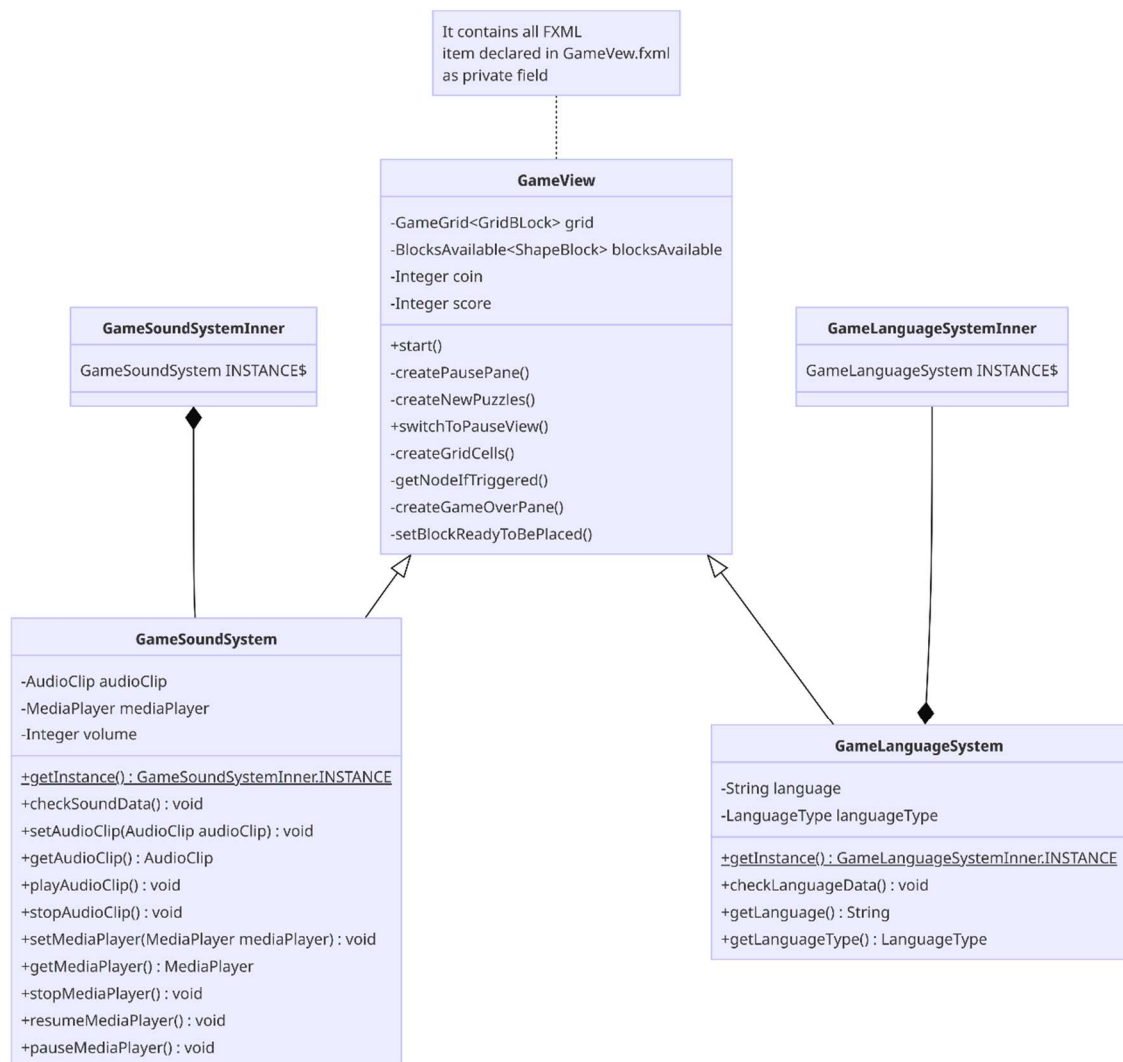 It contains all FXML
item declared in GameVew.fxml
as private field
GameView
-GameGrid<GridBLock> grid
-BlocksAvailable<ShapeBlock> blocksAvailable
-Integer coin
-Integer score
+start()
-createPausePane()
-createNewPuzzles()
+switchToPauseView()
-createGridCells()
-getNodeIfTriggered()
-createGameOverPane()
-setBlockReadyToBePlaced()
GameSoundSystemInner
GameSoundSystem INSTANCE$
GameLanguageSystemInner
GameLanguageSystem INSTANCE$
GameSoundSystem
-AudioClip audioClip
-MediaPlayer mediaPlayer
-Integer volume
+getInstance() : GameSoundSystemInner.INSTANCE
+checkSoundData() : void
+setAudioClip(AudioClip audioClip) : void
+getAudioClip() : AudioClip
+playAudioClip() : void
+stopAudioClip() : void
+setMediaPlayer(MediaPlayer mediaPlayer) : void
+getMediaPlayer() : MediaPlayer
+stopMediaPlayer() : void
+resumeMediaPlayer() : void
+pauseMediaPlayer() : void
GameLanguageSystem
-String language
-LanguageType languageType
+getInstance() : GameLanguageSystemInner.INSTANCE
+checkLanguageData() : void
+getLanguage() : String
+getLanguageType() : LanguageType